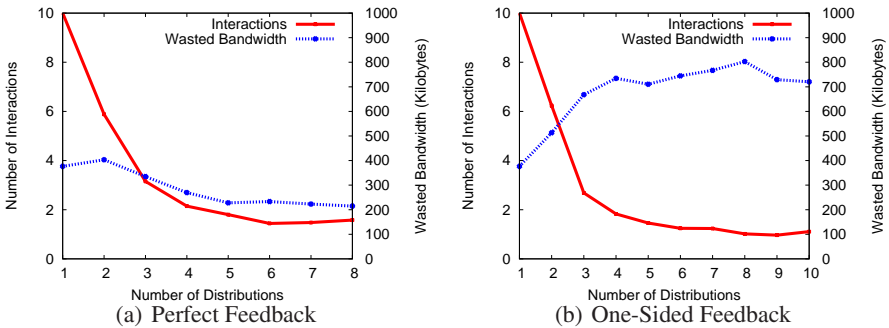 Number of Interactions
10
8
6
4
2
0
Interactions
Wasted Bandwidth
1000
900
800
700
600
500
400
300
200
100
0
Wasted Bandwidth (Kilobytes)
1 2 3 4 5 6 7 8
Number of Distributions
(a) Perfect Feedback
Number of Interactions
10
8
6
4
2
0
Interactions
Wasted Bandwidth
1000
900
800
700
600
500
400
300
200
100
0
Wasted Bandwidth (Kilobytes)
1 2 3 4 5 6 7 8 9 10
Number of Distributions
(b) One-Sided Feedback